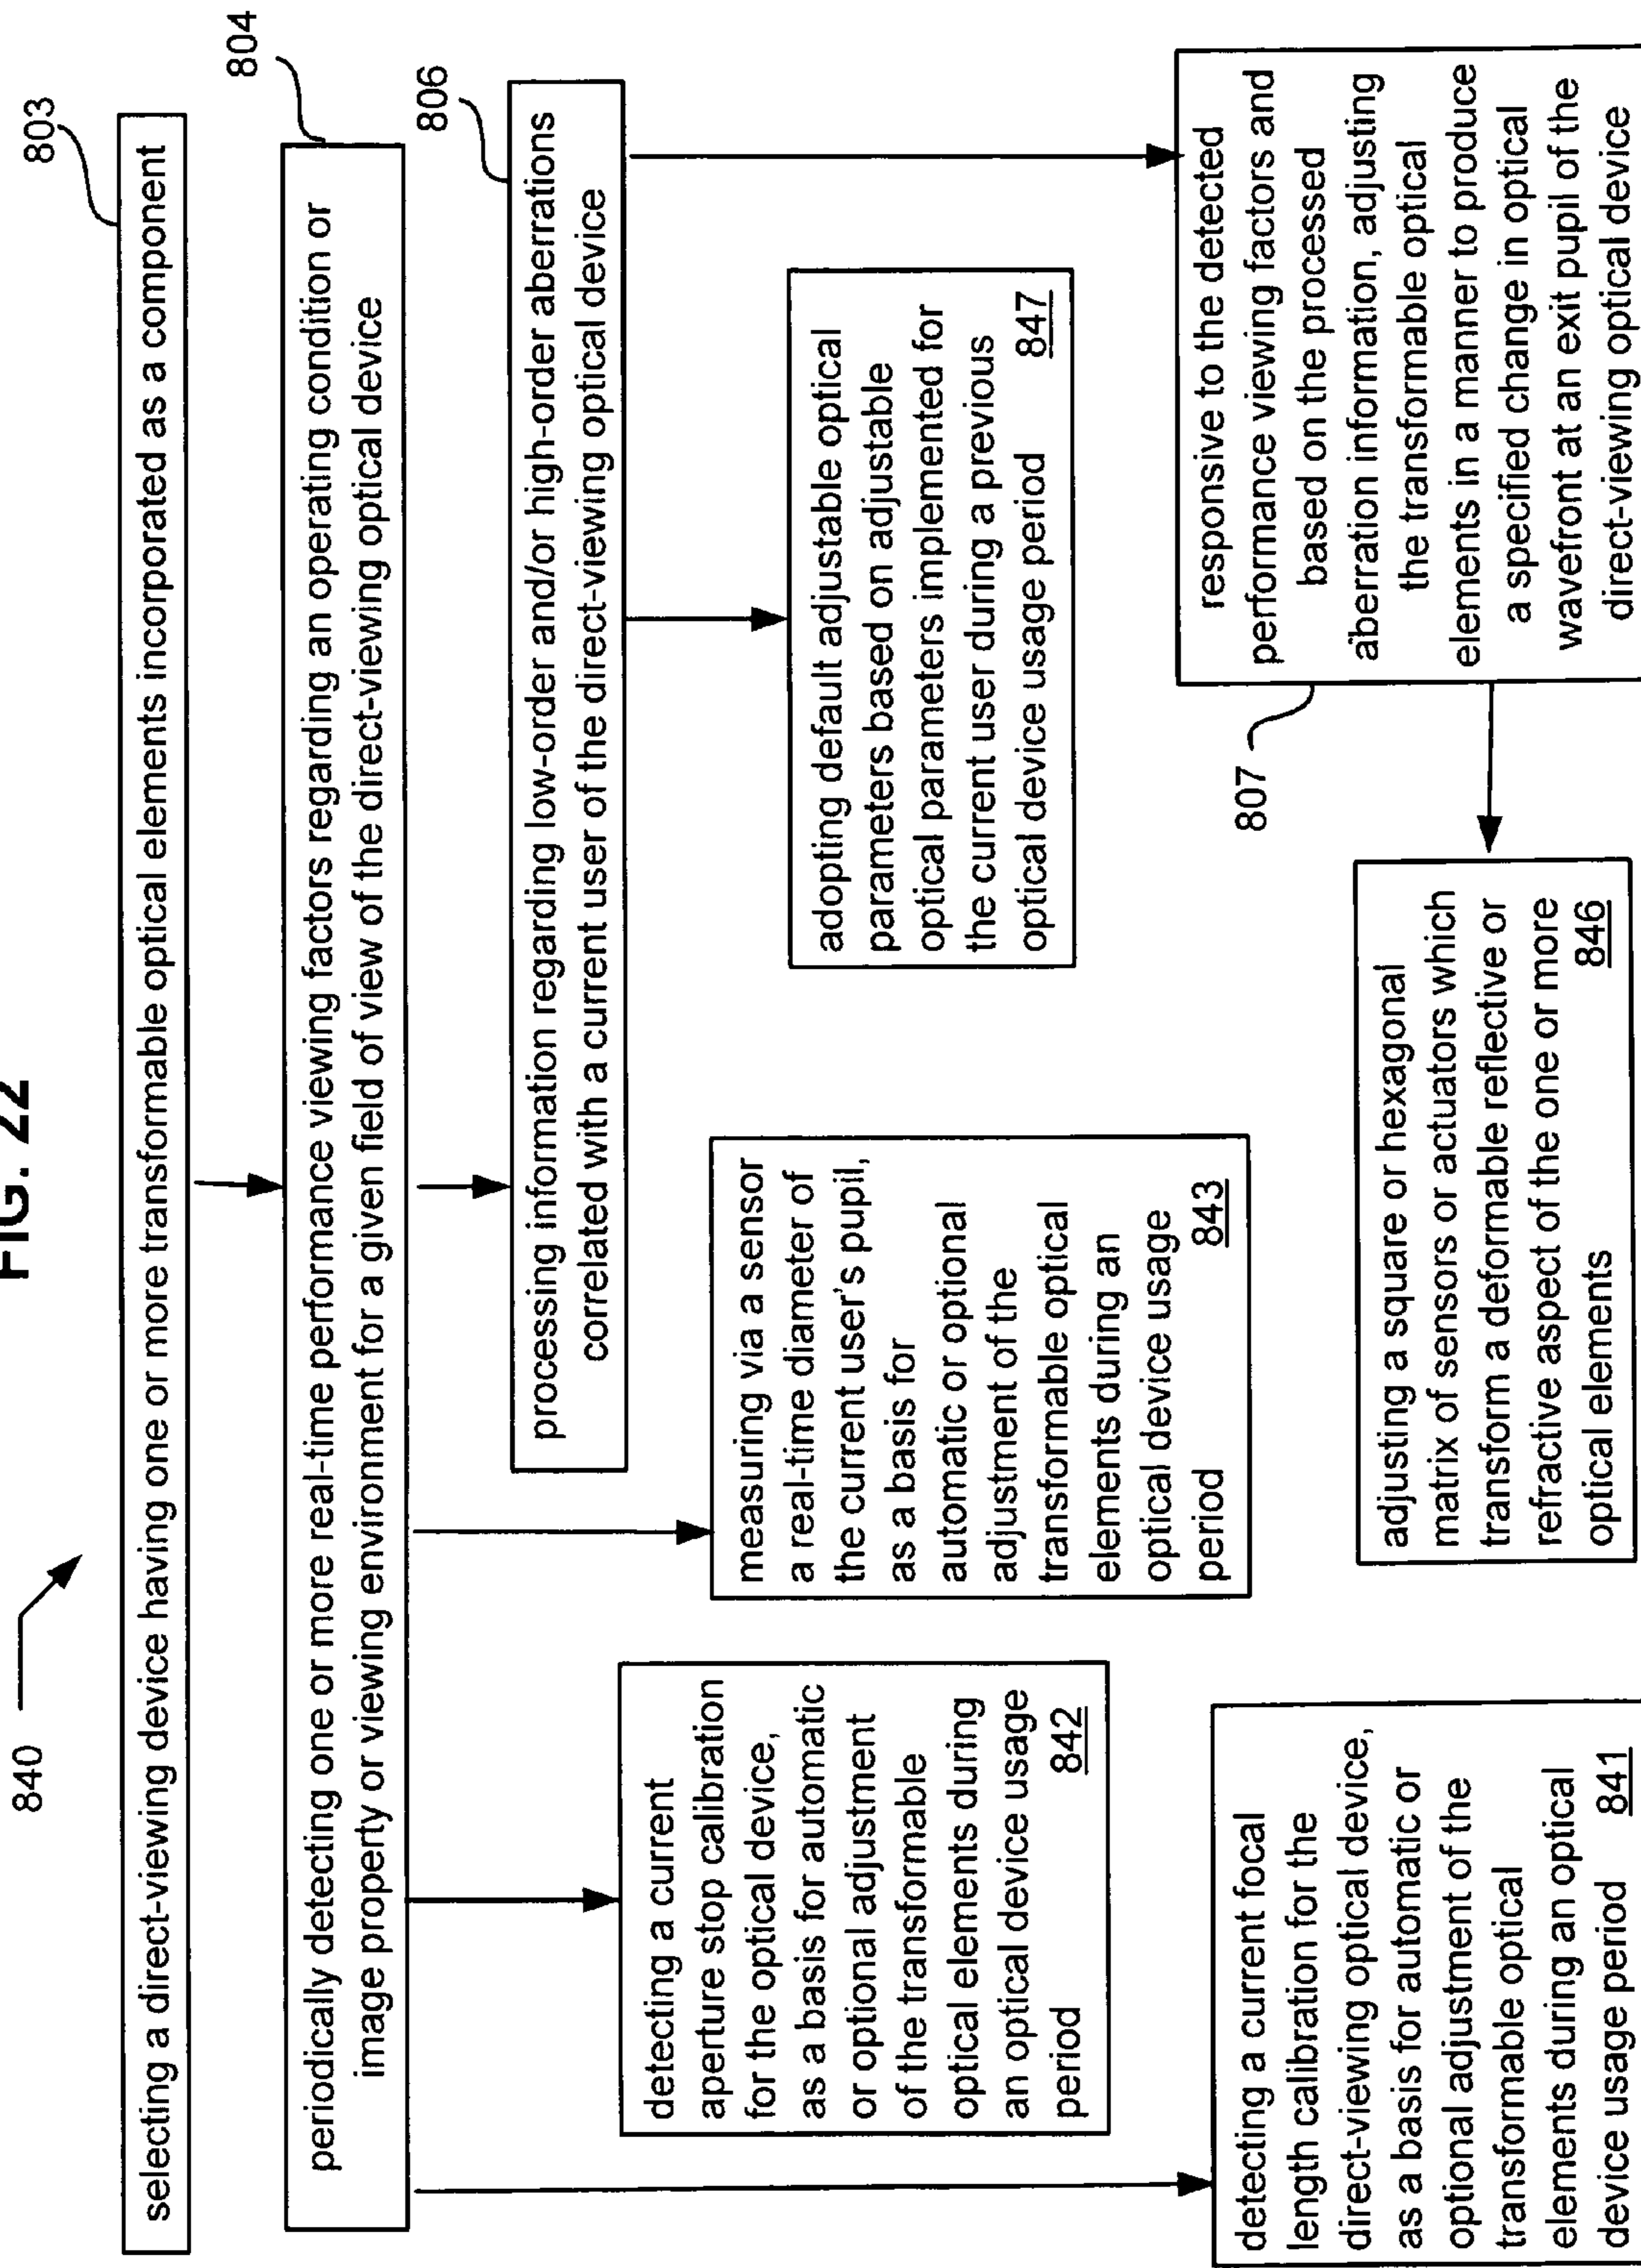 FIG. 22
840
803
selecting a direct-viewing device having one or more transformable optical elements incorporated as a component
804
periodically detecting one or more real-time performance viewing factors regarding an operating condition or
image property or viewing environment for a given field of view of the direct-viewing optical device
806
processing information regarding low-order and/or high-order aberrations
correlated with a current user of the direct-viewing optical device
detecting a current
aperture stop calibration
for the optical device,
as a basis for automatic
or optional adjustment
of the transformable
optical elements during
an optical device usage
period 842
measuring via a sensor
a real-time diameter of
the current user's pupil,
as a basis for
automatic or optional
adjustment of the
transformable optical
elements during an
optical device usage
period 843
adopting default adjustable optical
parameters based on adjustable
optical parameters implemented for
the current user during a previous
optical device usage period 847
detecting a current focal
length calibration for the
direct-viewing optical device,
as a basis for automatic or
optional adjustment of the
transformable optical
elements during an optical
device usage period 841
adjusting a square or hexagonal
matrix of sensors or actuators which
transform a deformable reflective or
refractive aspect of the one or more
optical elements 846
807
responsive to the detected
performance viewing factors and
based on the processed
aberration information, adjusting
the transformable optical
elements in a manner to produce
a specified change in optical
wavefront at an exit pupil of the
direct-viewing optical device